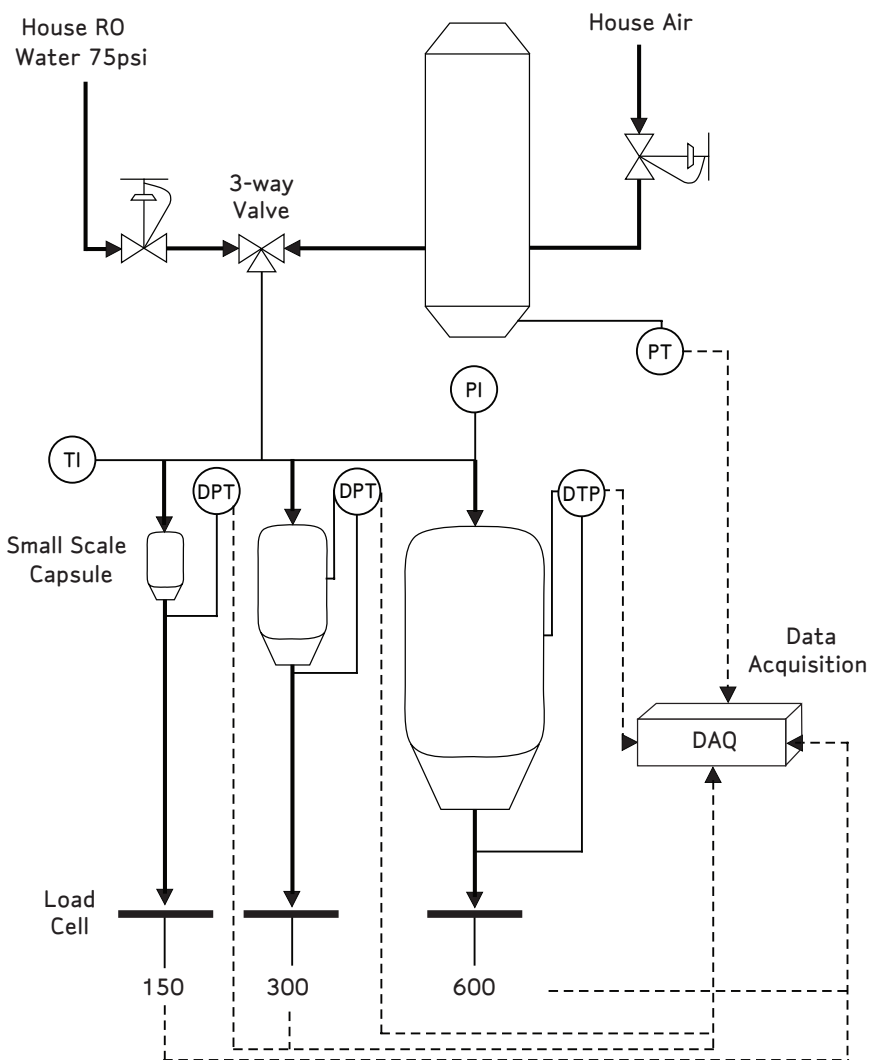 House RO
Water 75psi
House Air
3-way
Valve
PT
PI
TI
DPT
DPT
DTP
Small Scale
Capsule
Data
Acquisition
DAQ
Load
Cell
150
300
600